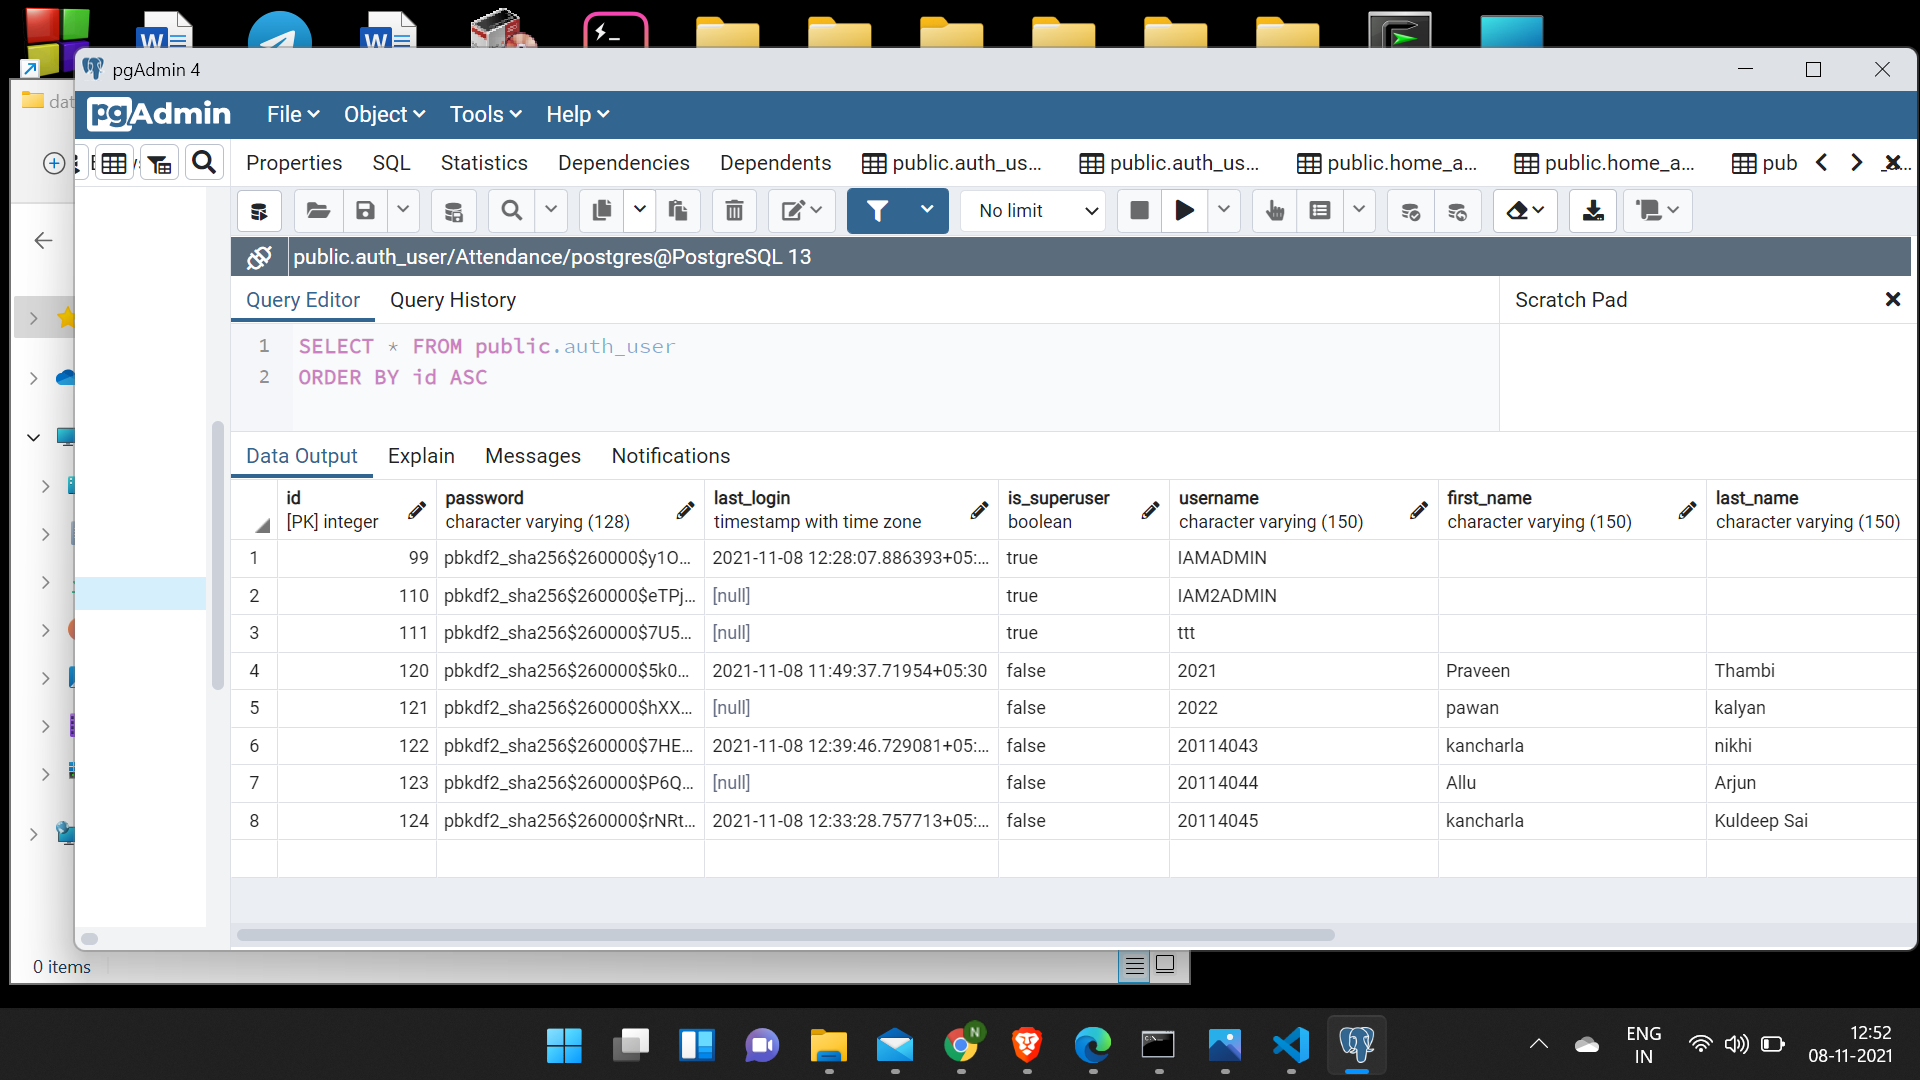 pgAdmin 4
dat
pgAdmin
File Object Tools Help
Properties SQL Statistics Dependencies Dependents public.auth_us... public.auth_us... public.home_a... public.home_a... pub
No limit
public.auth_user/Attendance/postgres@PostgreSQL 13
Query Editor Query History Scratch Pad
1 SELECT * FROM public.auth_user
2 ORDER BY id ASC
Data Output Explain Messages Notifications
id password last_login is_superuser username first_name last_name
[PK] integer character varying (128) timestamp with time zone boolean character varying (150) character varying (150) character varying (150)
1 99 pbkdf2_sha256$260000$y1O... 2021-11-08 12:28:07.886393+05:... true IAMADMIN
2 110 pbkdf2_sha256$260000$eTPj... [null] true IAM2ADMIN
3 111 pbkdf2_sha256$260000$7U5... [null] true ttt
4 120 pbkdf2_sha256$260000$5k0... 2021-11-08 11:49:37.71954+05:30 false 2021 Praveen Thambi
5 121 pbkdf2_sha256$260000$hXX... [null] false 2022 pawan kalyan
6 122 pbkdf2_sha256$260000$7HE... 2021-11-08 12:39:46.729081+05:... false 20114043 kancharla nikhi
7 123 pbkdf2_sha256$260000$P6Q... [null] false 20114044 Allu Arjun
8 124 pbkdf2_sha256$260000$rNRt... 2021-11-08 12:33:28.757713+05:... false 20114045 kancharla Kuldeep Sai
0 items
ENG
IN
12:52
08-11-2021